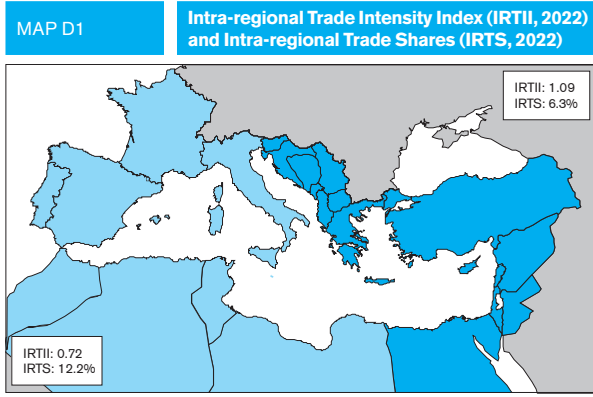 MAP D1
Intra-regional Trade Intensity Index (IRTII, 2022)
and Intra-regional Trade Shares (IRTS, 2022)
IRTII: 1.09
IRTS: 6.3%
IRTII: 0.72
IRTS: 12.2%